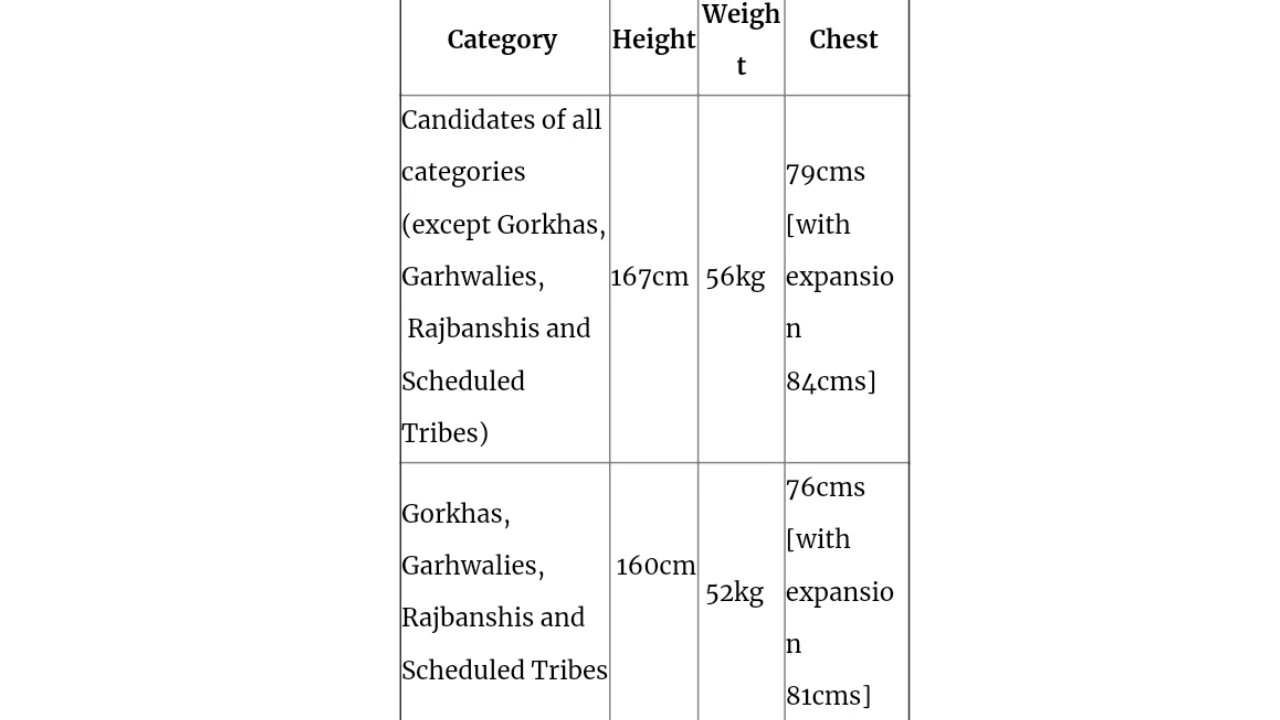 Category Height Weigh
t Chest
Candidates of all
categories
(except Gorkhas,
Garhwalies,
Rajbanshis and
Scheduled
Tribes)
167cm
56kg
79cms
[with
expansio
n
84cms]
Gorkhas,
Garhwalies,
Rajbanshis and
Scheduled Tribes
160cm
52kg
76cms
[with
expansio
n
81cms]